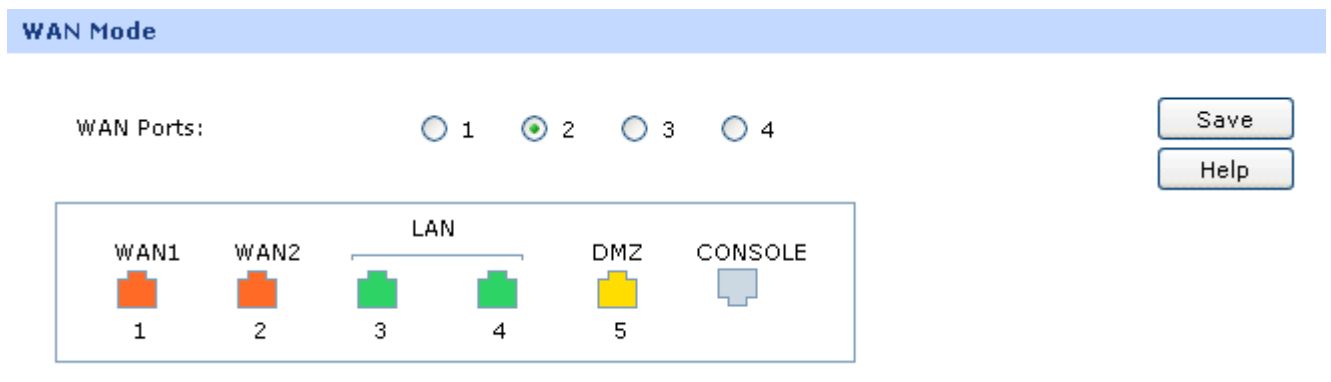 WAN Mode
WAN Ports: 1 2 3 4
Save
Help
LAN
WAN1 WAN2 DMZ CONSOLE
1 2 3 4 5